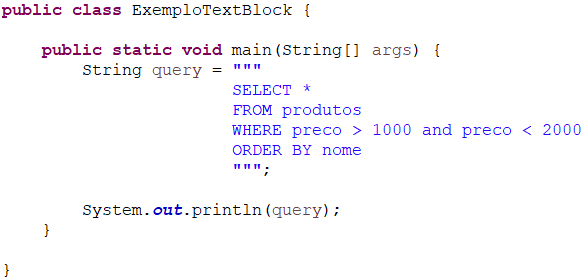 public class ExemploTextBlock {
    public static void main(String[] args) {
        String query = """
                       SELECT *
                       FROM produtos
                       WHERE preco > 1000 and preco < 2000
                       ORDER BY nome
                       """;
        System.out.println(query);
    }
}